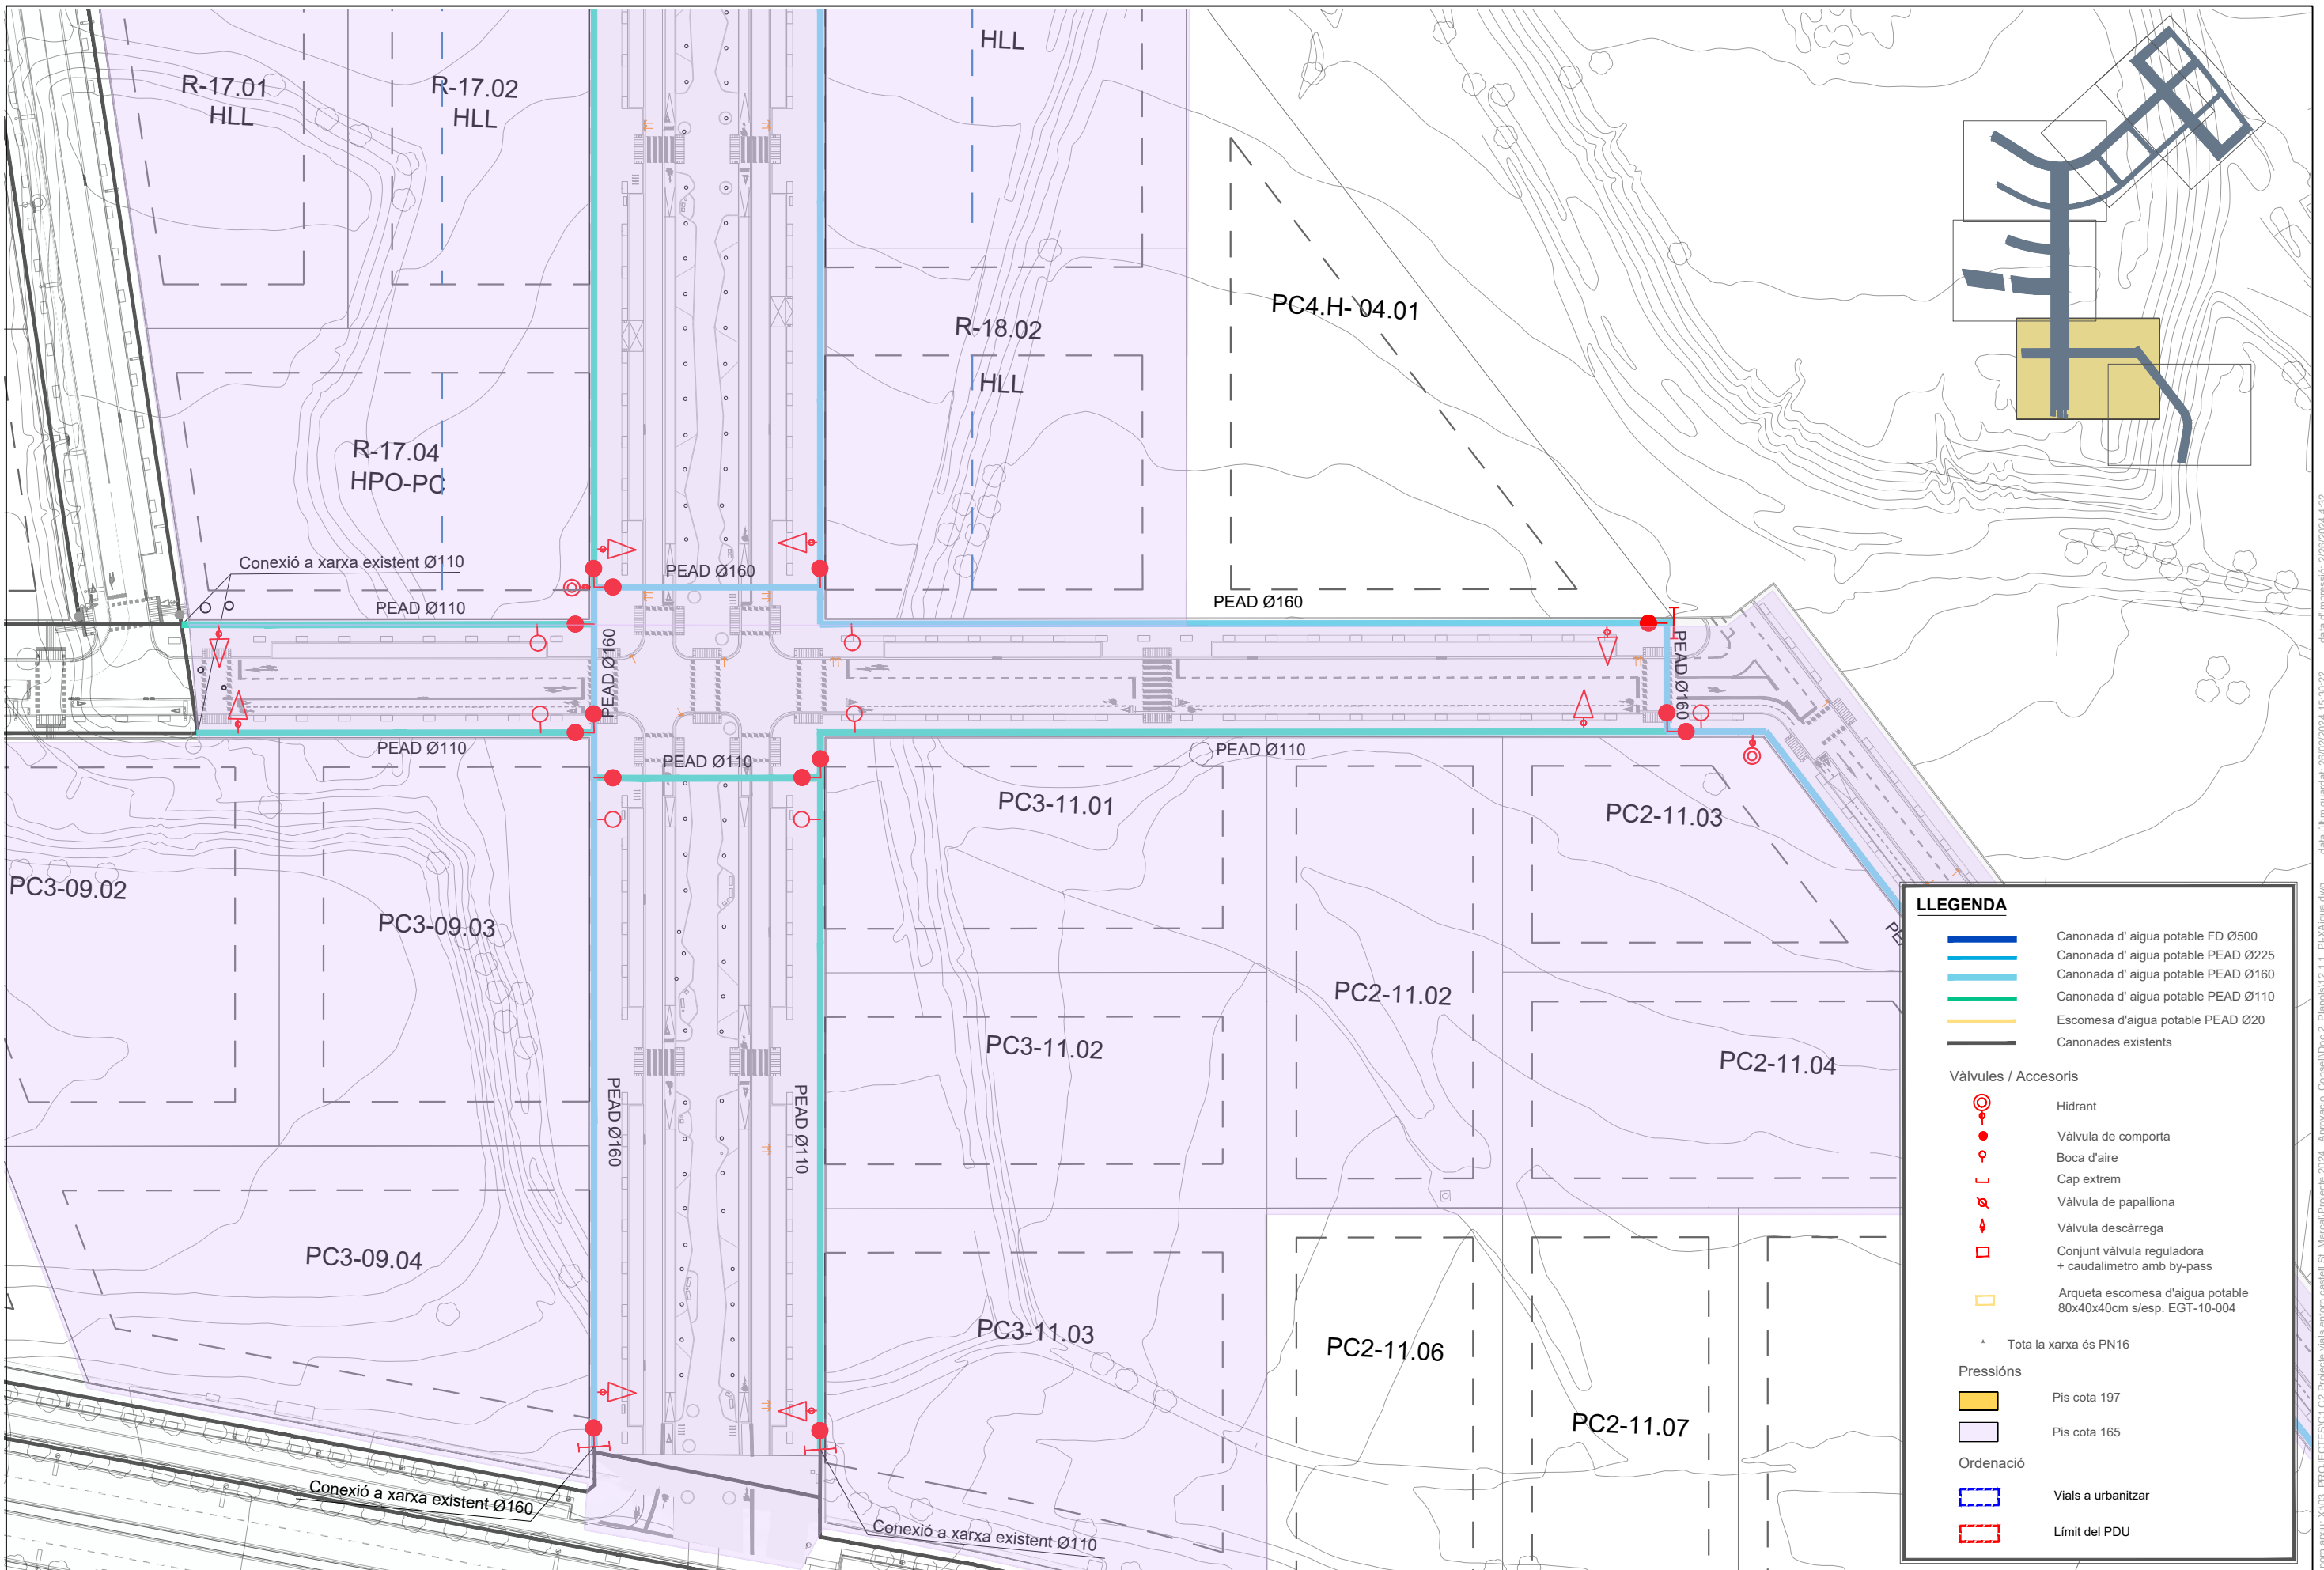 HLL
R-17.01
HLL
R-17.02
HLL
PC4.H- 04.01
R-18.02
HLL
R-17.04
HPO-PC
Conexió a xarxa existent Ø110
PEAD Ø160
PEAD Ø110
PEAD Ø160
PEAD Ø160
PEAD Ø160
PEAD Ø110
PEAD Ø110
PEAD Ø110
PC3-11.01
PC2-11.03
PC3-09.02
PC3-09.03
PC2-11.02
PC3-11.02
PC2-11.04
PEAD Ø160
PEAD Ø110
PC3-09.04
PC3-11.03
PC2-11.06
PC2-11.07
Conexió a xarxa existent Ø160
Conexió a xarxa existent Ø110
LLEGENDA
Canonada d' aigua potable FD Ø500
Canonada d' aigua potable PEAD Ø225
Canonada d' aigua potable PEAD Ø160
Canonada d' aigua potable PEAD Ø110
Escomesa d'aigua potable PEAD Ø20
Canonades existents
Vàlvules / Accesoris
Hidrant
Vàlvula de comporta
Boca d'aire
Cap extrem
Vàlvula de papalliona
Vàlvula descàrrega
Conjunt vàlvula reguladora
+ caudalimetro amb by-pass
Arqueta escomesa d'aigua potable
80x40x40cm s/esp. EGT-10-004
* Tota la xarxa és PN16
Pressións
Pis cota 197
Pis cota 165
Ordenació
Vials a urbanitzar
Límit del PDU